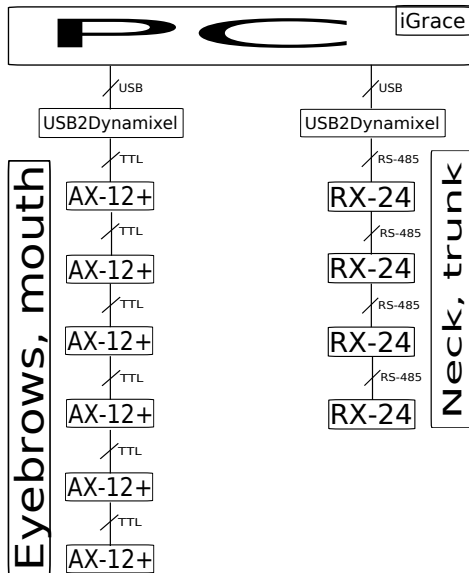 PC
iGrace
USB
USB2Dynamixel
Eyebrows, mouth
TTL
AX-12+
TTL
AX-12+
TTL
AX-12+
TTL
AX-12+
TTL
AX-12+
TTL
AX-12+
USB
USB2Dynamixel
RS-485
RX-24
RS-485
RX-24
RS-485
RX-24
RS-485
RX-24
Neck, trunk